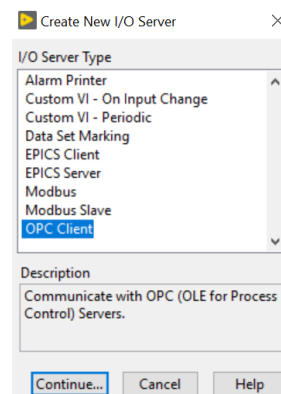 Create New I/O Server
I/O Server Type
Alarm Printer
Custom VI - On Input Change
Custom VI - Periodic
Data Set Marking
EPICS Client
EPICS Server
Modbus
Modbus Slave
OPC Client
Description
Communicate with OPC (OLE for Process
Control) Servers.
Continue... Cancel Help